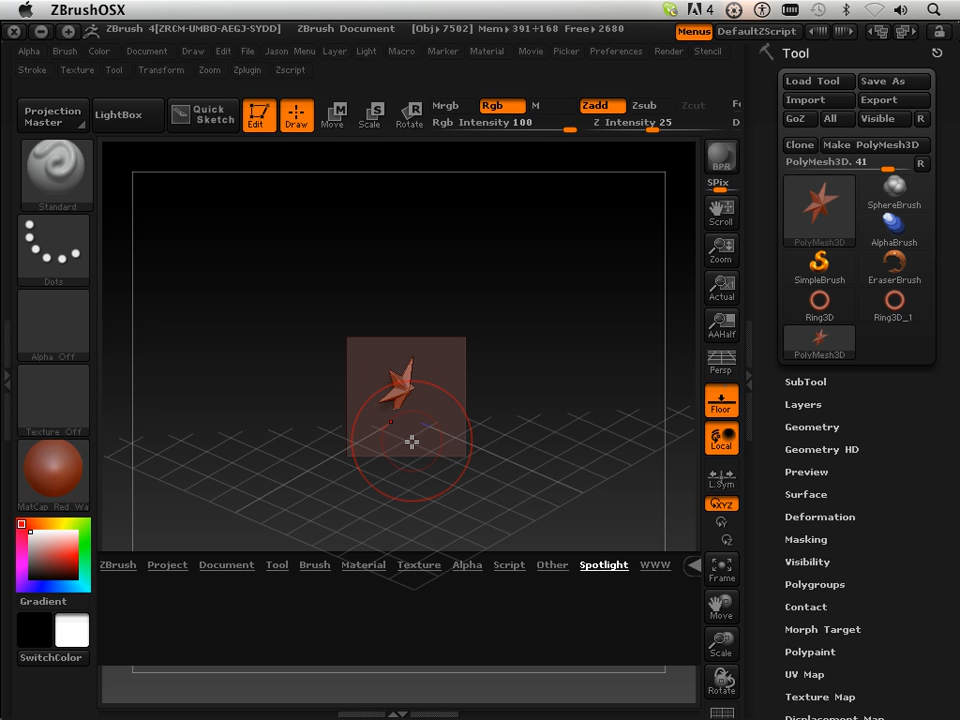 ZBrushOSX
4
ZBrush 4[ZRCM-UMBO-AEGJ-SYDD] ZBrush Document [Obj▸7502] Mem▸391+168 Free▸2680 Menus DefaultZScript
Alpha Brush Color Document Draw Edit File Jason Menu Layer Light Macro Marker Material Movie Picker Preferences Render Stencil
Stroke Texture Tool Transform Zoom Zplugin Zscript
Projection Master
LightBox
Quick Sketch
Edit Draw Move Scale Rotate
Mrgb Rgb M Zadd Zsub Zcut
Rgb Intensity 100 Z Intensity 25
Standard
Dots
Alpha Off
Texture Off
MatCap Red Wa
Gradient
SwitchColor
ZBrush Project Document Tool Brush Material Texture Alpha Script Other Spotlight WWW
BPR
SPix
Scroll
Zoom
Actual
AAHalf
Persp
Floor
Local
L.Sym
XYZ
Y
Z
Frame
Move
Scale
Rotate
Tool
Load Tool Save As
Import Export
GoZ All Visible R
Clone Make PolyMesh3D
PolyMesh3D. 41 R
PolyMesh3D SphereBrush
AlphaBrush
SimpleBrush EraserBrush
Ring3D Ring3D_1
PolyMesh3D
SubTool
Layers
Geometry
Geometry HD
Preview
Surface
Deformation
Masking
Visibility
Polygroups
Contact
Morph Target
Polypaint
UV Map
Texture Map
Displacement Map